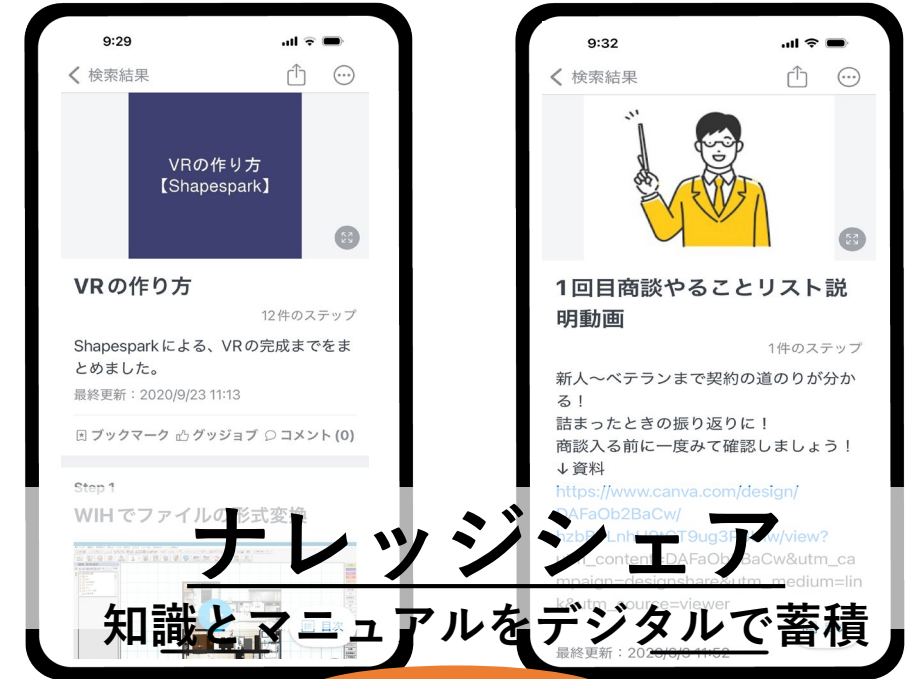 9:29
検索結果
VRの作り方
【Shapespark】
VRの作り方
12件のステップ
Shapesparkによる、VRの完成までをま
とめました。
最終更新：2020/9/23 11:13
ブックマーク グッジョブ コメント (0)
Step 1
WIHでファイルの形式変換
目次
9:32
検索結果
1回目商談やることリスト説
明動画
1件のステップ
新人〜ベテランまで契約の道のりが分か
る！
詰まったときの振り返りに！
商談入る前に一度みて確認しましょう！
↓資料
https://www.canva.com/design/
DAFaOb2BaCw/
最終更新：
ナレッジシェア
知識とマニュアルをデジタルで蓄積